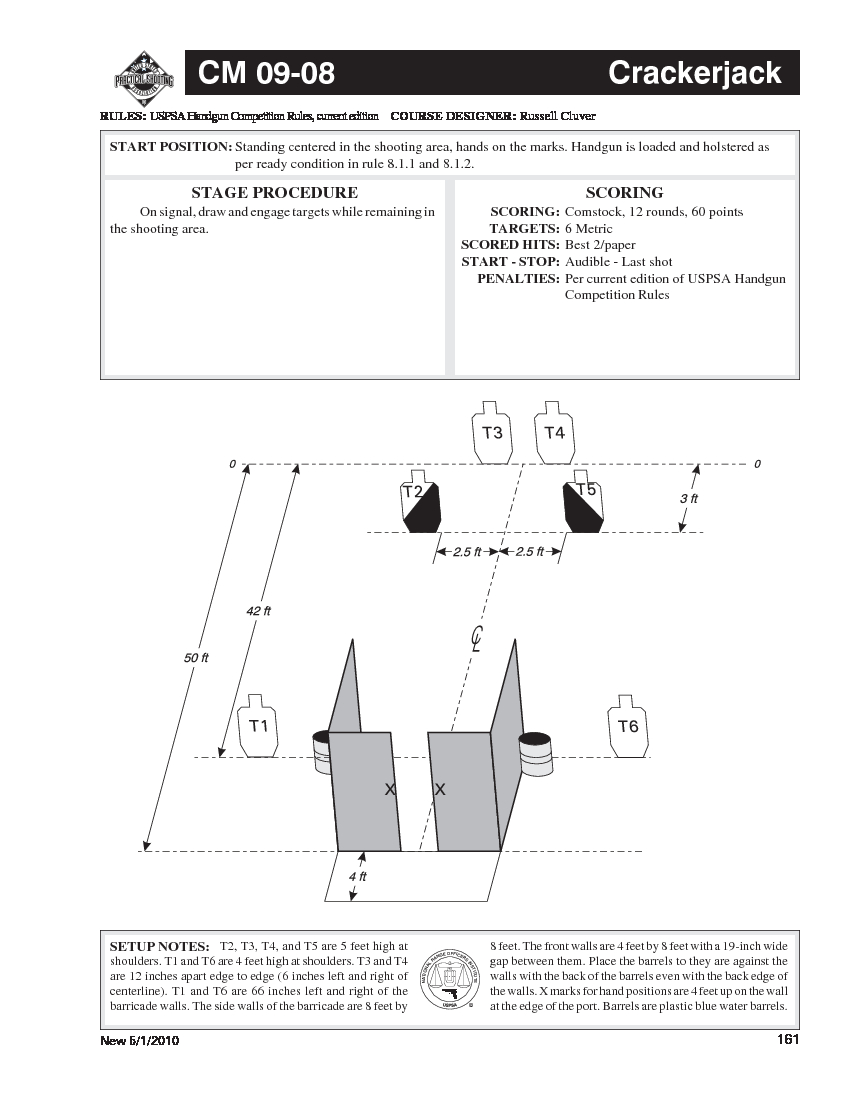 CM 09-08 Crackerjack
PRACTICAL SHOOTING
RULES: USPSA Handgun Competition Rules, current edition COURSE DESIGNER: Russell Cluver
START POSITION: Standing centered in the shooting area, hands on the marks. Handgun is loaded and holstered as
per ready condition in rule 8.1.1 and 8.1.2.
STAGE PROCEDURE
On signal, draw and engage targets while remaining in
the shooting area.
SCORING
SCORING: Comstock, 12 rounds, 60 points
TARGETS: 6 Metric
SCORED HITS: Best 2/paper
START - STOP: Audible - Last shot
PENALTIES: Per current edition of USPSA Handgun
Competition Rules
T3 T4
0 0
T2 T5
3 ft
2.5 ft 2.5 ft
42 ft
CL
50 ft
T1 T6
X X
4 ft
SETUP NOTES: T2, T3, T4, and T5 are 5 feet high at
shoulders. T1 and T6 are 4 feet high at shoulders. T3 and T4
are 12 inches apart edge to edge (6 inches left and right of
centerline). T1 and T6 are 66 inches left and right of the
barricade walls. The side walls of the barricade are 8 feet by
USPSA
8 feet. The front walls are 4 feet by 8 feet with a 19-inch wide
gap between them. Place the barrels to they are against the
walls with the back of the barrels even with the back edge of
the walls. X marks for hand positions are 4 feet up on the wall
at the edge of the port. Barrels are plastic blue water barrels.
New 5/1/2010 161